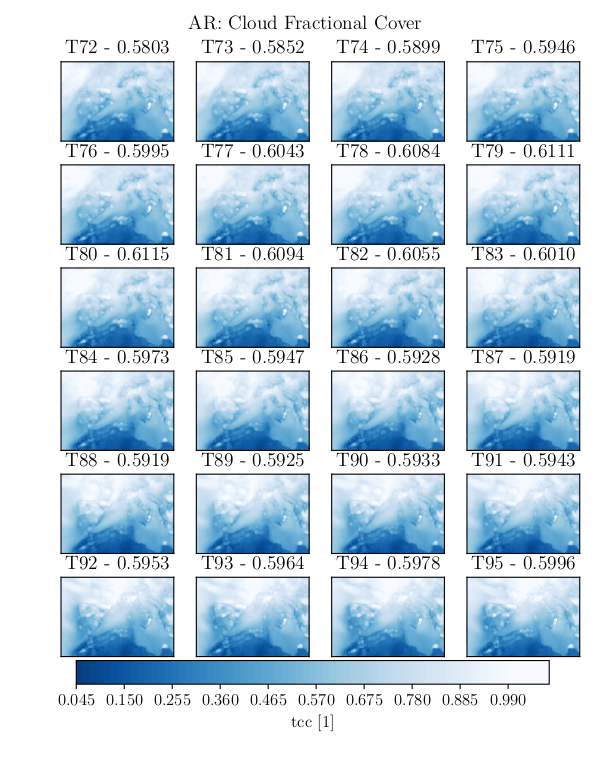 AR: Cloud Fractional Cover
T72 - 0.5803 T73 - 0.5852 T74 - 0.5899 T75 - 0.5946
T76 - 0.5995 T77 - 0.6043 T78 - 0.6084 T79 - 0.6111
T80 - 0.6115 T81 - 0.6094 T82 - 0.6055 T83 - 0.6010
T84 - 0.5973 T85 - 0.5947 T86 - 0.5928 T87 - 0.5919
T88 - 0.5919 T89 - 0.5925 T90 - 0.5933 T91 - 0.5943
T92 - 0.5953 T93 - 0.5964 T94 - 0.5978 T95 - 0.5996
0.045 0.150 0.255 0.360 0.465 0.570 0.675 0.780 0.885 0.990
tcc [1]